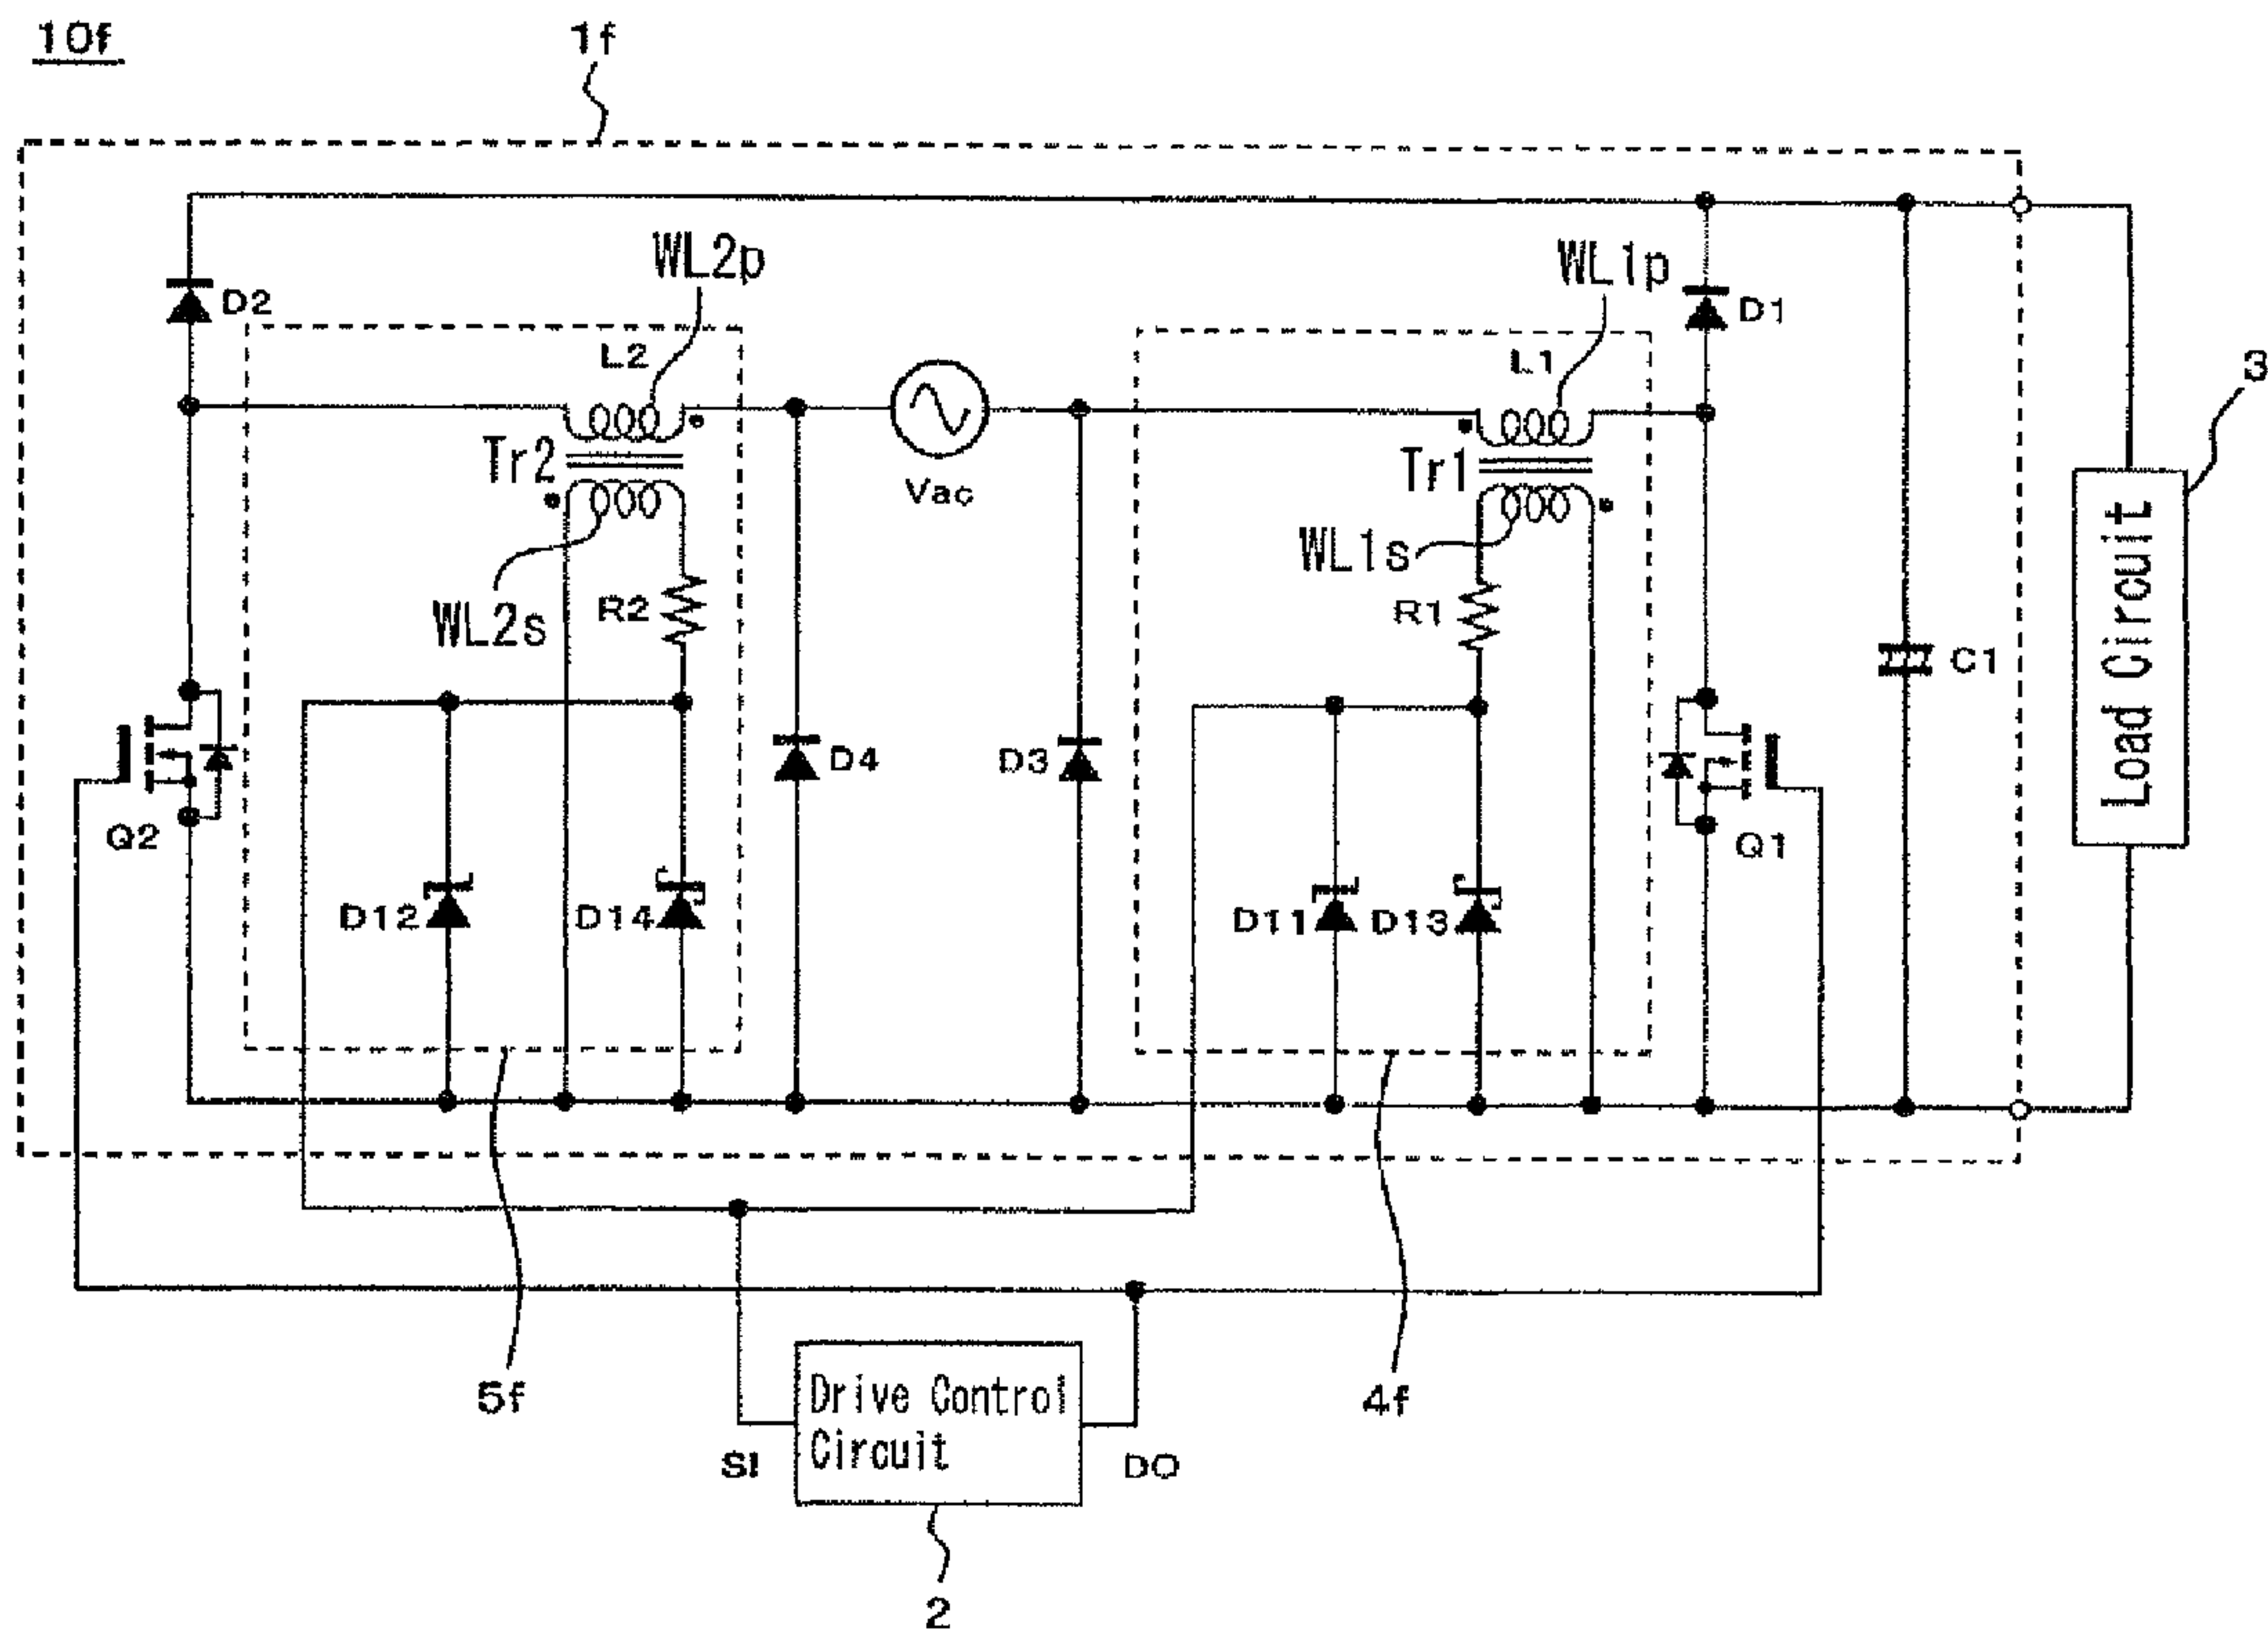 10f
1f
WL2p
WL1p
D2
D1
L2
L1
3
Tr2
Vac
Tr1
WL2s
R2
WL1s
R1
C1
Load Circuit
D4
D3
Q2
Q1
D12
D14
D11
D13
5f
4f
Drive Control
Circuit
SI
DO
2